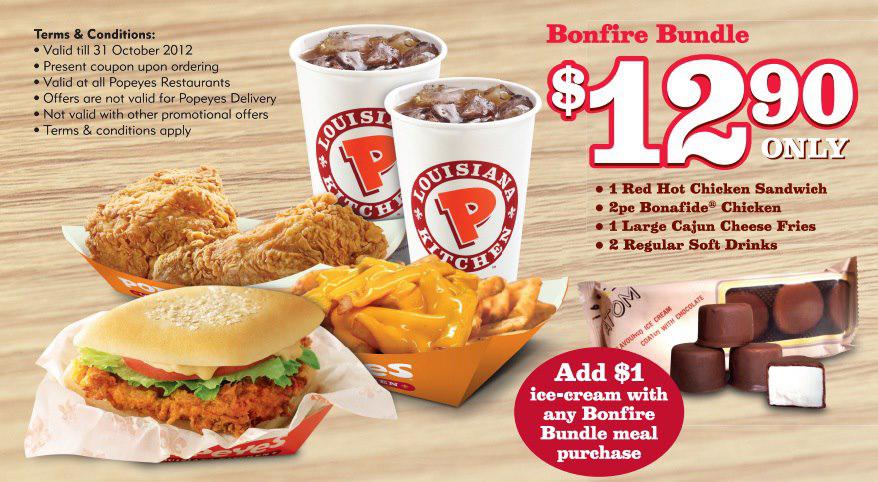 Terms & Conditions:
• Valid till 31 October 2012
• Present coupon upon ordering
• Valid at all Popeyes Restaurants
• Offers are not valid for Popeyes Delivery
• Not valid with other promotional offers
• Terms & conditions apply
Bonfire Bundle
$12.90
ONLY
• 1 Red Hot Chicken Sandwich
• 2pc Bonafide® Chicken
• 1 Large Cajun Cheese Fries
• 2 Regular Soft Drinks
LOUISIANA
P
KITCHEN
LOUISIANA
P
KITCHEN
ATOM
ICE CREAM
WITH CHOCOLATE
Add $1
ice-cream with
any Bonfire
Bundle meal
purchase